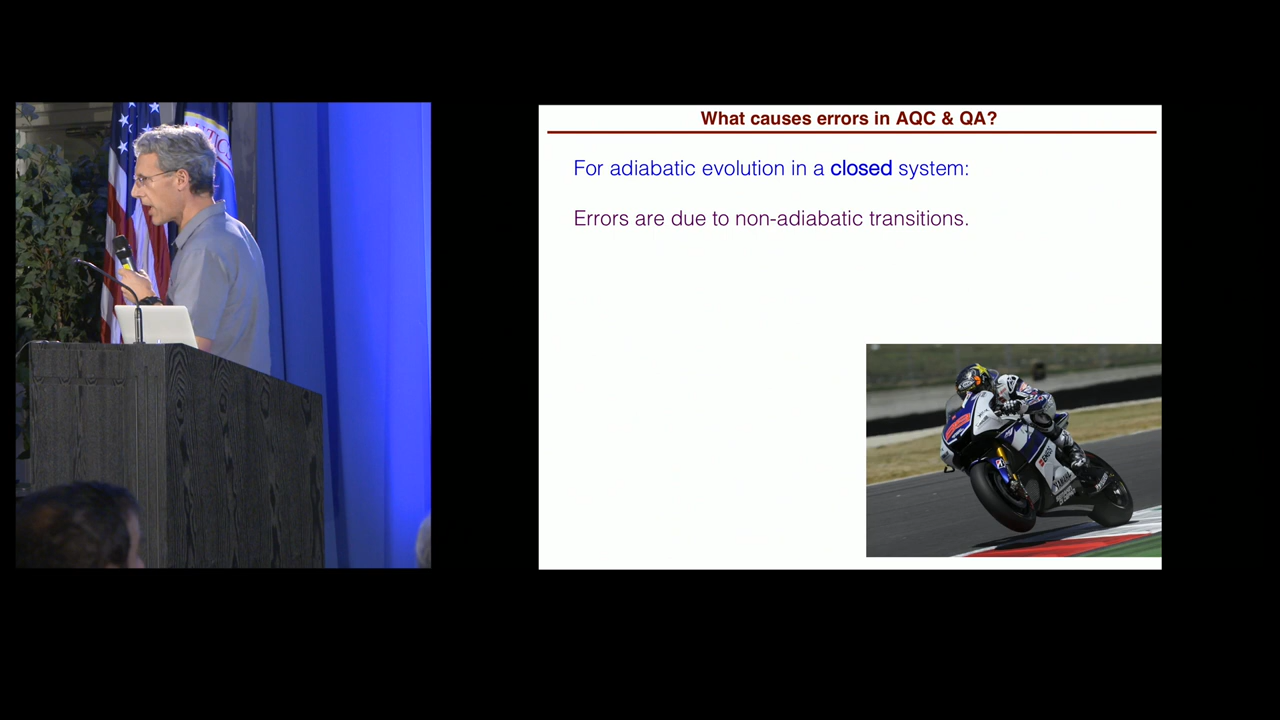 What causes errors in AQC & QA?
For adiabatic evolution in a closed system:
Errors are due to non-adiabatic transitions.